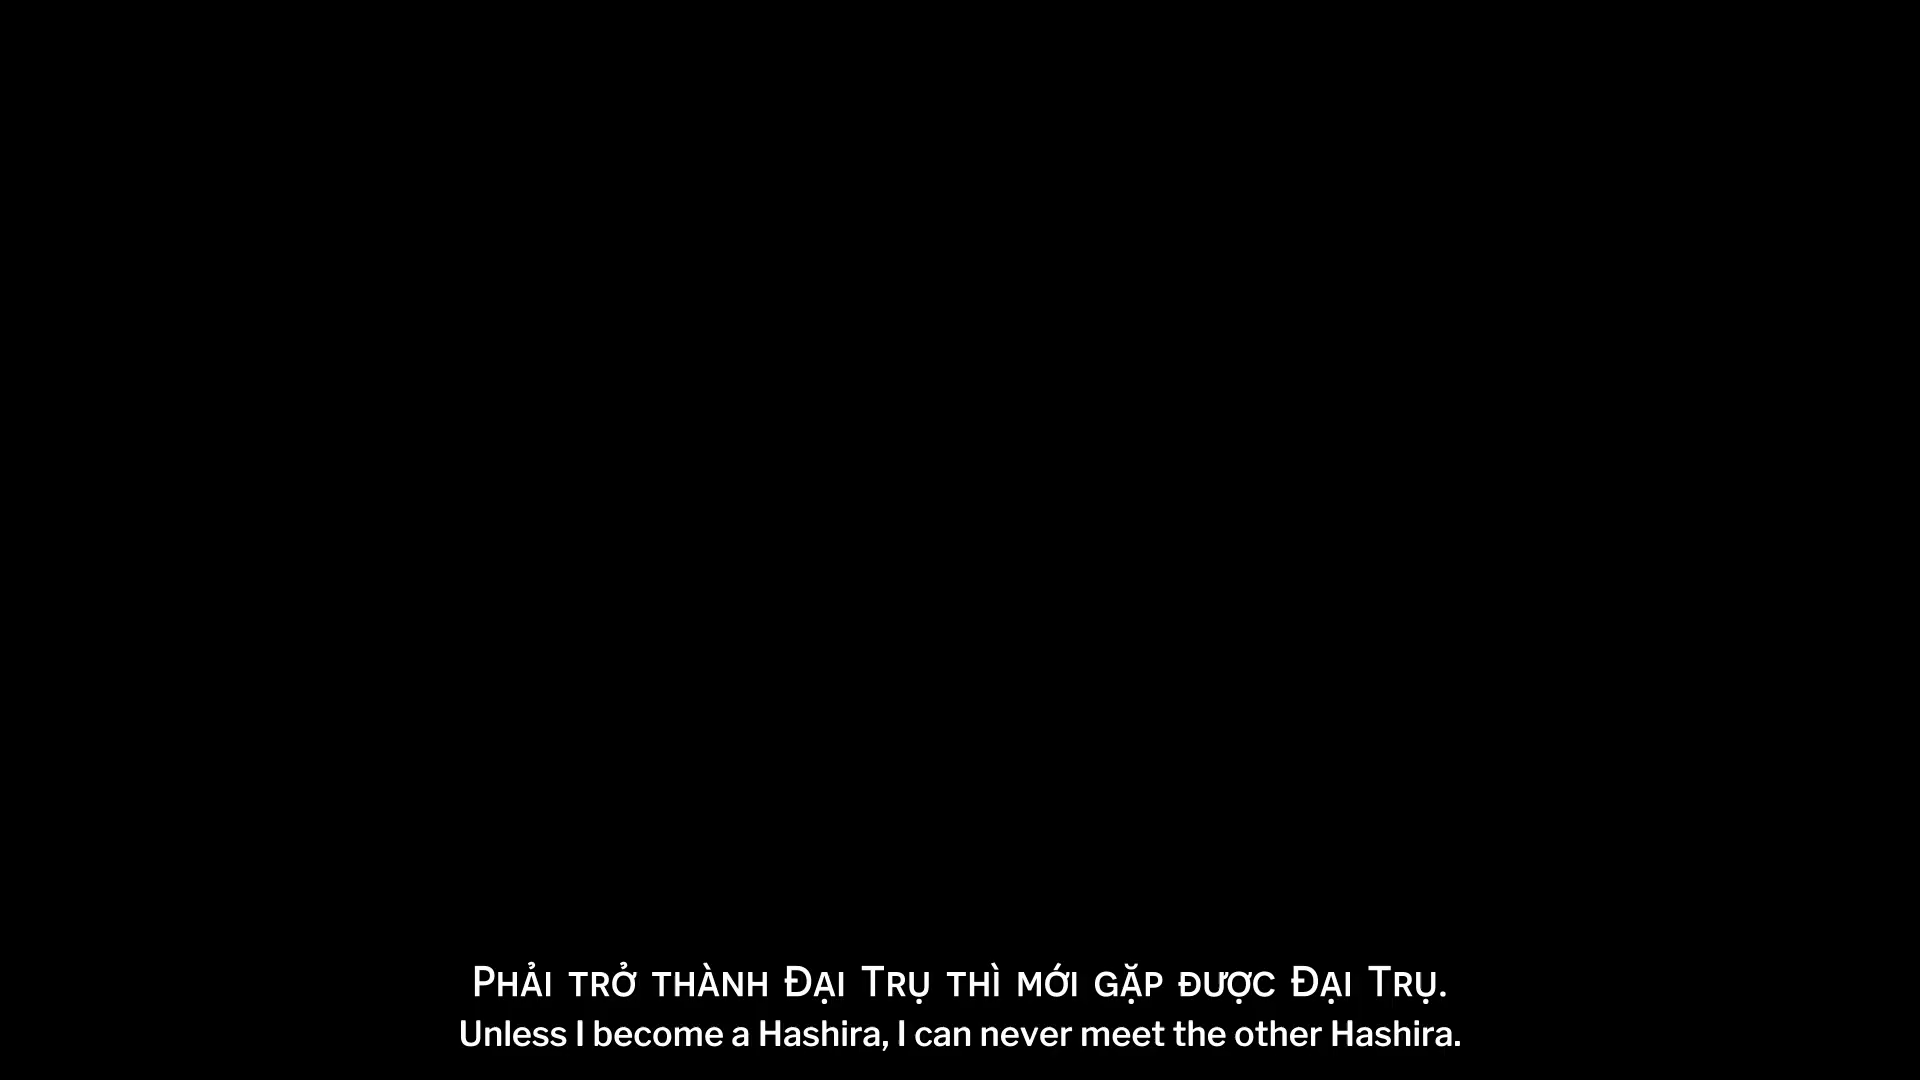 Phải trở thành Đại Trụ thì mới gặp được Đại Trụ.
Unless I become a Hashira, I can never meet the other Hashira.